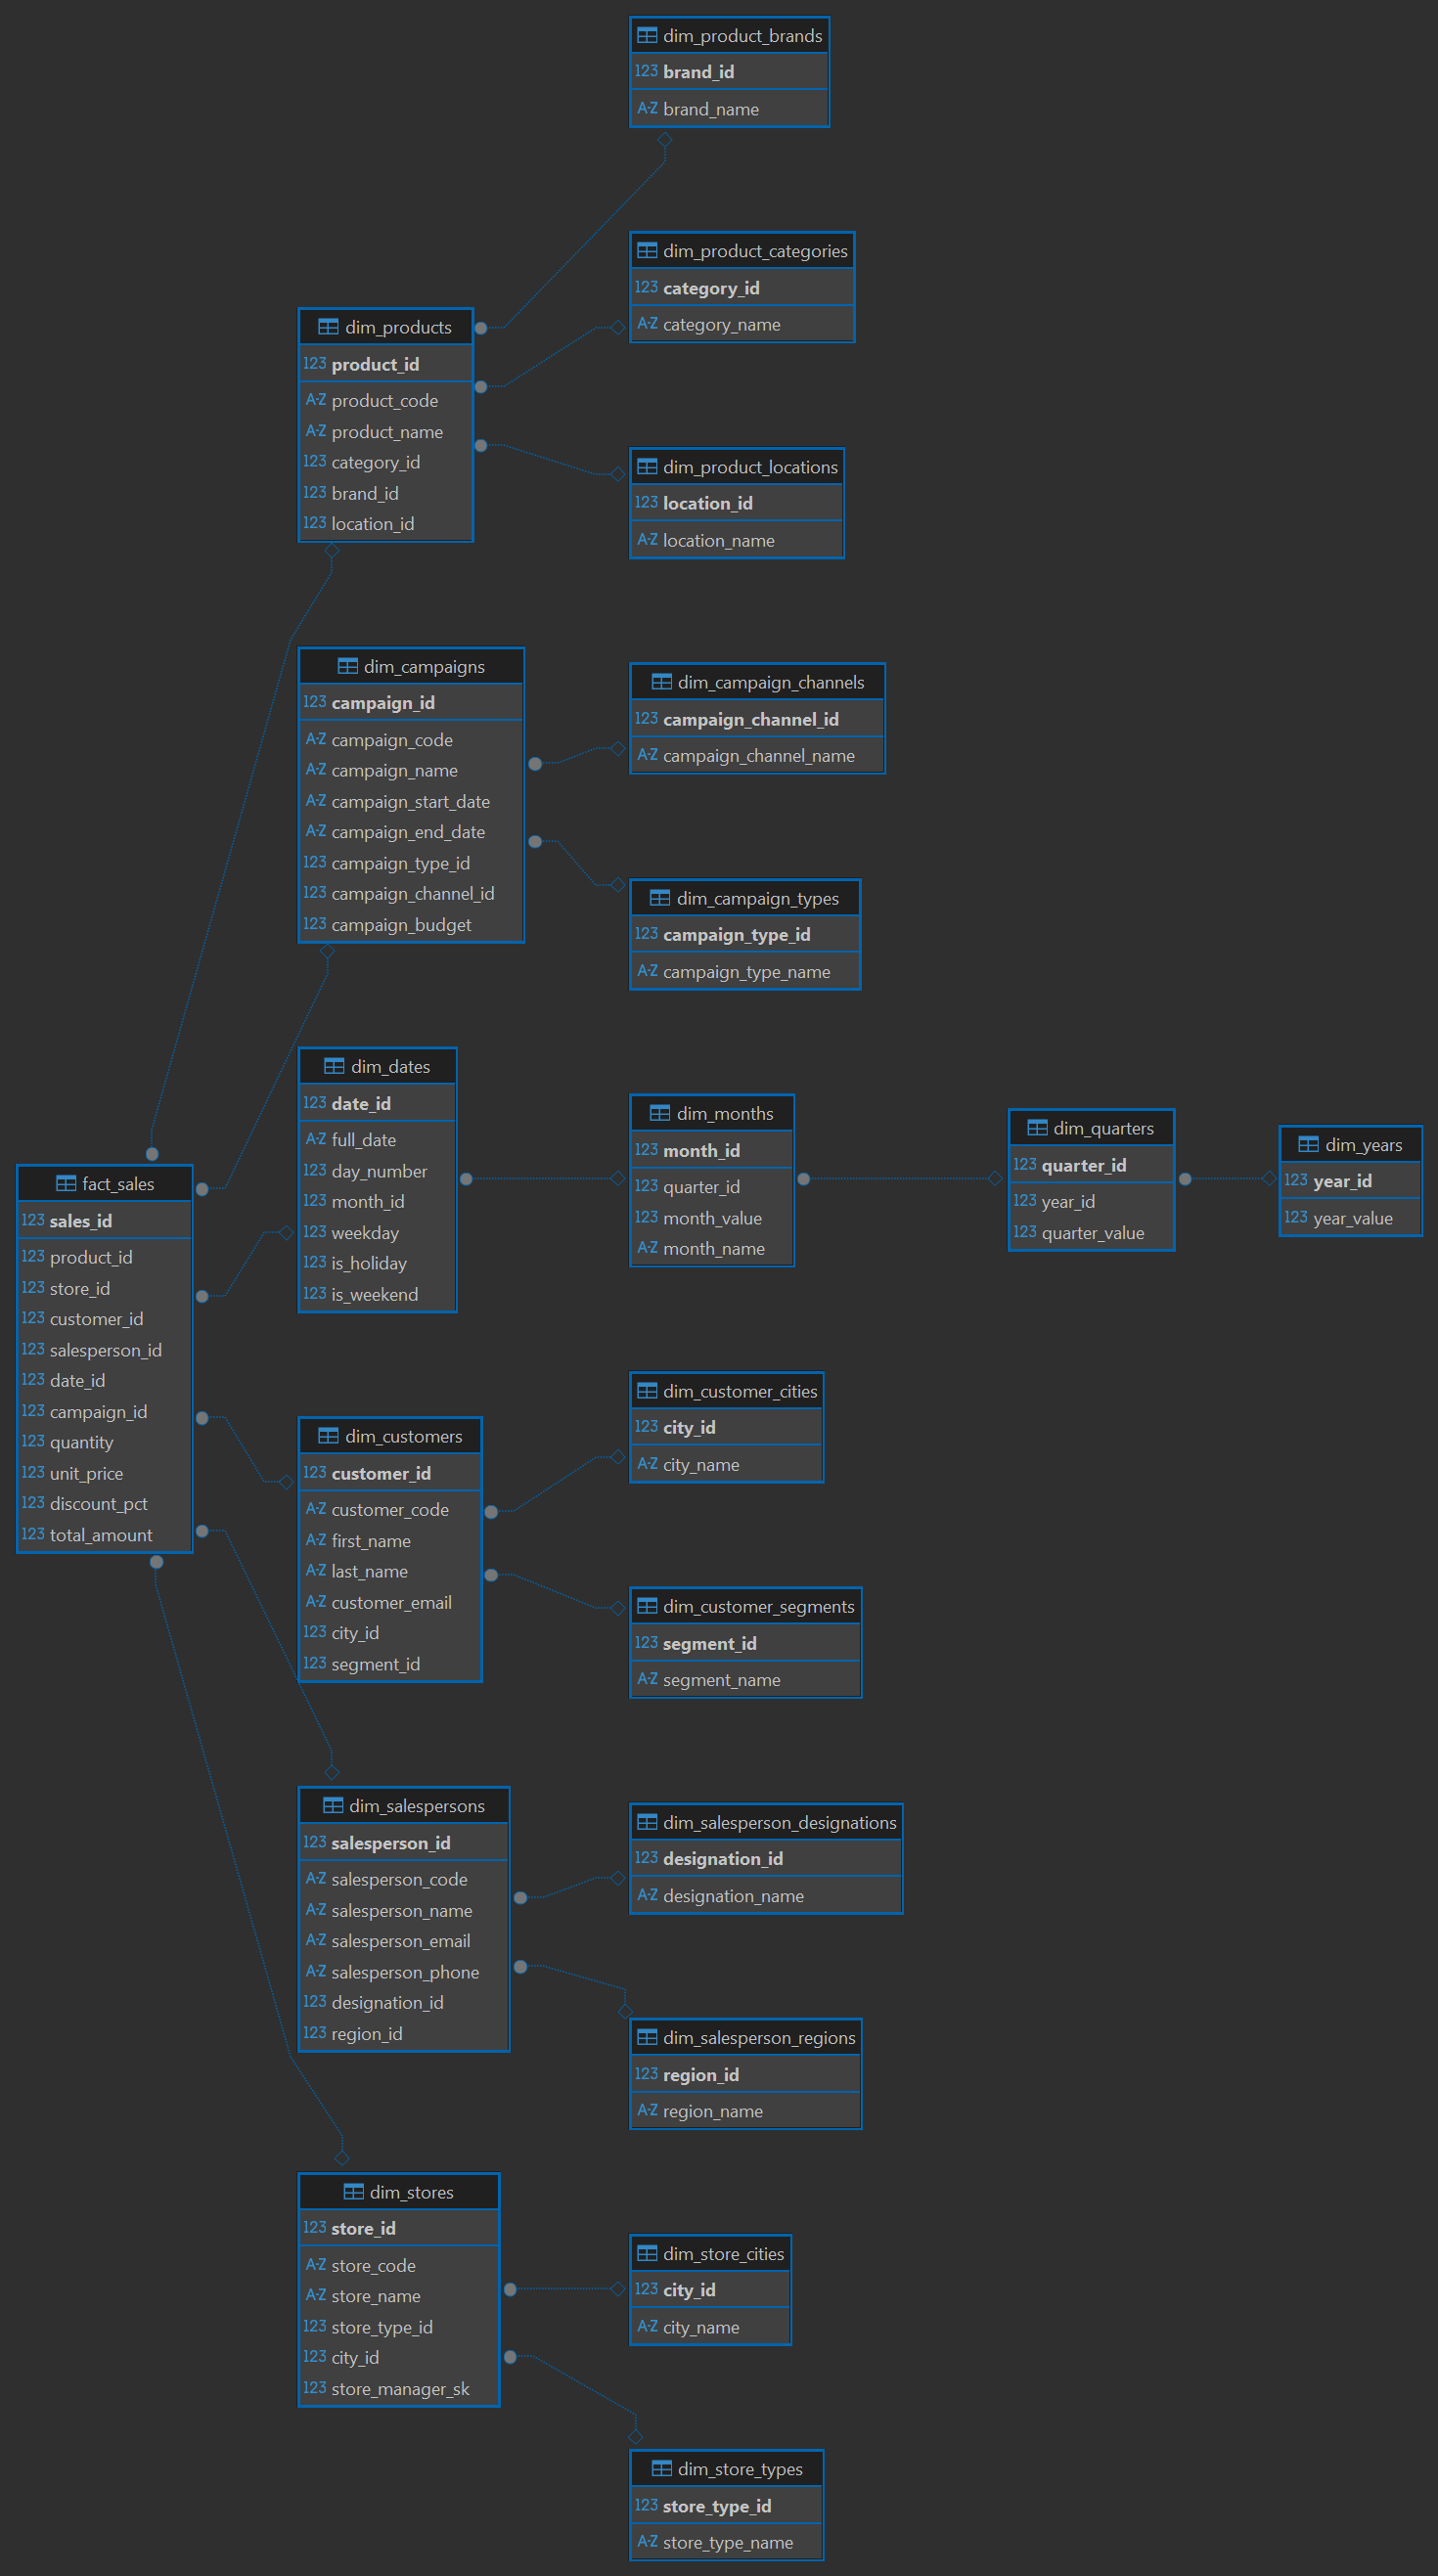 dim_product_brands
123 brand_id
A-Z brand_name
dim_product_categories
123 category_id
A-Z category_name
dim_products
123 product_id
A-Z product_code
A-Z product_name
123 category_id
123 brand_id
123 location_id
dim_product_locations
123 location_id
A-Z location_name
dim_campaigns
123 campaign_id
A-Z campaign_code
A-Z campaign_name
A-Z campaign_start_date
A-Z campaign_end_date
123 campaign_type_id
123 campaign_channel_id
123 campaign_budget
dim_campaign_channels
123 campaign_channel_id
A-Z campaign_channel_name
dim_campaign_types
123 campaign_type_id
A-Z campaign_type_name
dim_dates
123 date_id
A-Z full_date
123 day_number
123 month_id
123 weekday
123 is_holiday
123 is_weekend
dim_months
123 month_id
123 quarter_id
123 month_value
A-Z month_name
dim_quarters
123 quarter_id
123 year_id
123 quarter_value
dim_years
123 year_id
123 year_value
fact_sales
123 sales_id
123 product_id
123 store_id
123 customer_id
123 salesperson_id
123 date_id
123 campaign_id
123 quantity
123 unit_price
123 discount_pct
123 total_amount
dim_customers
123 customer_id
A-Z customer_code
A-Z first_name
A-Z last_name
A-Z customer_email
123 city_id
123 segment_id
dim_customer_cities
123 city_id
A-Z city_name
dim_customer_segments
123 segment_id
A-Z segment_name
dim_salespersons
123 salesperson_id
A-Z salesperson_code
A-Z salesperson_name
A-Z salesperson_email
A-Z salesperson_phone
123 designation_id
123 region_id
dim_salesperson_designations
123 designation_id
A-Z designation_name
dim_salesperson_regions
123 region_id
A-Z region_name
dim_stores
123 store_id
A-Z store_code
A-Z store_name
123 store_type_id
123 city_id
123 store_manager_sk
dim_store_cities
123 city_id
A-Z city_name
dim_store_types
123 store_type_id
A-Z store_type_name